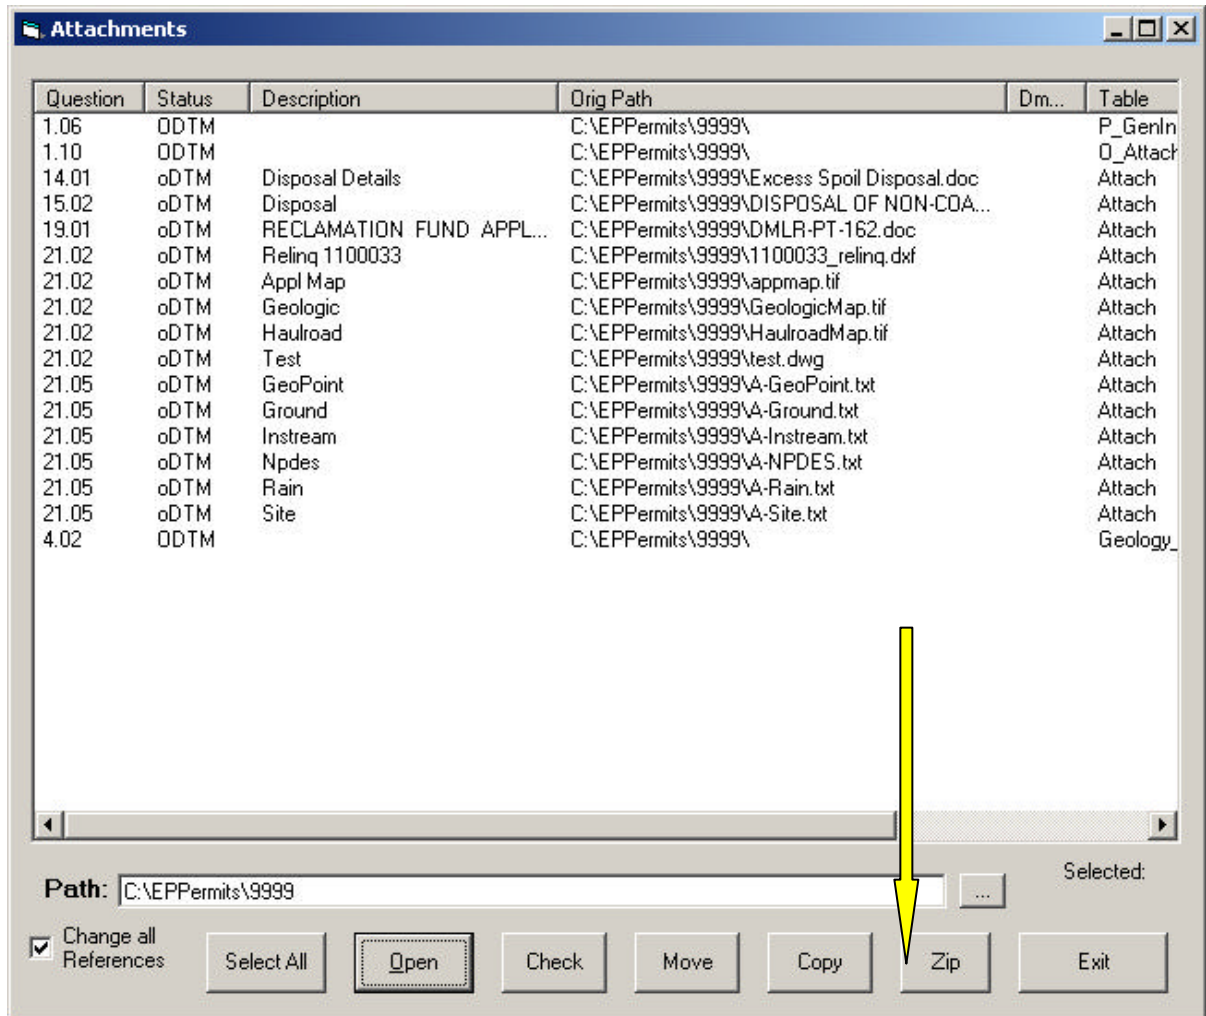 Attachments
Question Status Description Orig Path Dm... Table
1.06 ODTM C:\EPPermits\9999\ P_GenIn
1.10 ODTM C:\EPPermits\9999\ O_Attach
14.01 oDTM Disposal Details C:\EPPermits\9999\Excess Spoil Disposal.doc Attach
15.02 oDTM Disposal C:\EPPermits\9999\DISPOSAL OF NON-COA... Attach
19.01 oDTM RECLAMATION FUND APPL... C:\EPPermits\9999\DMLR-PT-162.doc Attach
21.02 oDTM Relinq 1100033 C:\EPPermits\9999\1100033_relinq.dxf Attach
21.02 oDTM Appl Map C:\EPPermits\9999\appmap.tif Attach
21.02 oDTM Geologic C:\EPPermits\9999\GeologicMap.tif Attach
21.02 oDTM Haulroad C:\EPPermits\9999\HaulroadMap.tif Attach
21.02 oDTM Test C:\EPPermits\9999\test.dwg Attach
21.05 oDTM GeoPoint C:\EPPermits\9999\A-GeoPoint.txt Attach
21.05 oDTM Ground C:\EPPermits\9999\A-Ground.txt Attach
21.05 oDTM Instream C:\EPPermits\9999\A-Instream.txt Attach
21.05 oDTM Npdes C:\EPPermits\9999\A-NPDES.txt Attach
21.05 oDTM Rain C:\EPPermits\9999\A-Rain.txt Attach
21.05 oDTM Site C:\EPPermits\9999\A-Site.txt Attach
4.02 ODTM C:\EPPermits\9999\ Geology_
Selected:
Path: C:\EPPermits\9999 ...
Change all
References
Select All Open Check Move Copy Zip Exit